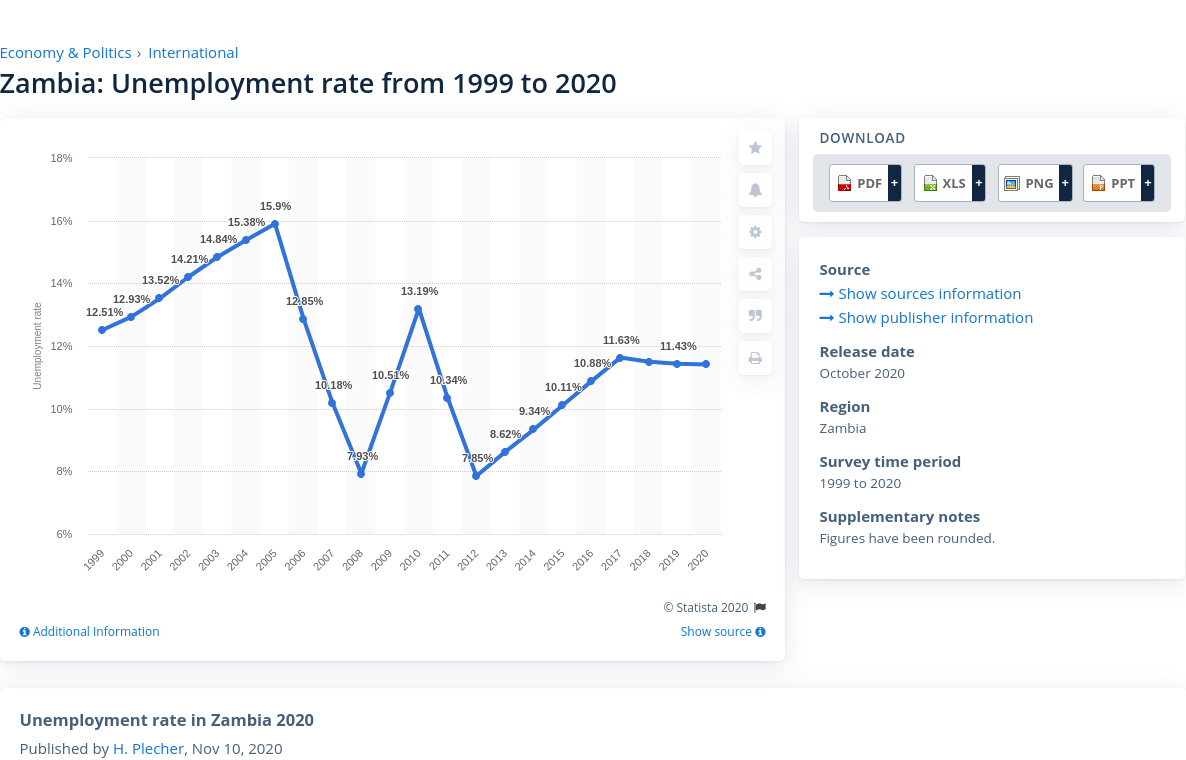 Economy & Politics › International
Zambia: Unemployment rate from 1999 to 2020
18%
16%
14%
12%
10%
8%
6%
Unemployment rate
12.51%
12.93%
13.52%
14.21%
14.84%
15.38%
15.9%
12.85%
10.18%
7.93%
10.51%
13.19%
10.34%
7.85%
8.62%
9.34%
10.11%
10.88%
11.63%
11.43%
1999 2000 2001 2002 2003 2004 2005 2006 2007 2008 2009 2010 2011 2012 2013 2014 2015 2016 2017 2018 2019 2020
© Statista 2020
Additional Information
Show source
DOWNLOAD
PDF + XLS + PNG + PPT +
Source
Show sources information
Show publisher information
Release date
October 2020
Region
Zambia
Survey time period
1999 to 2020
Supplementary notes
Figures have been rounded.
Unemployment rate in Zambia 2020
Published by H. Plecher, Nov 10, 2020